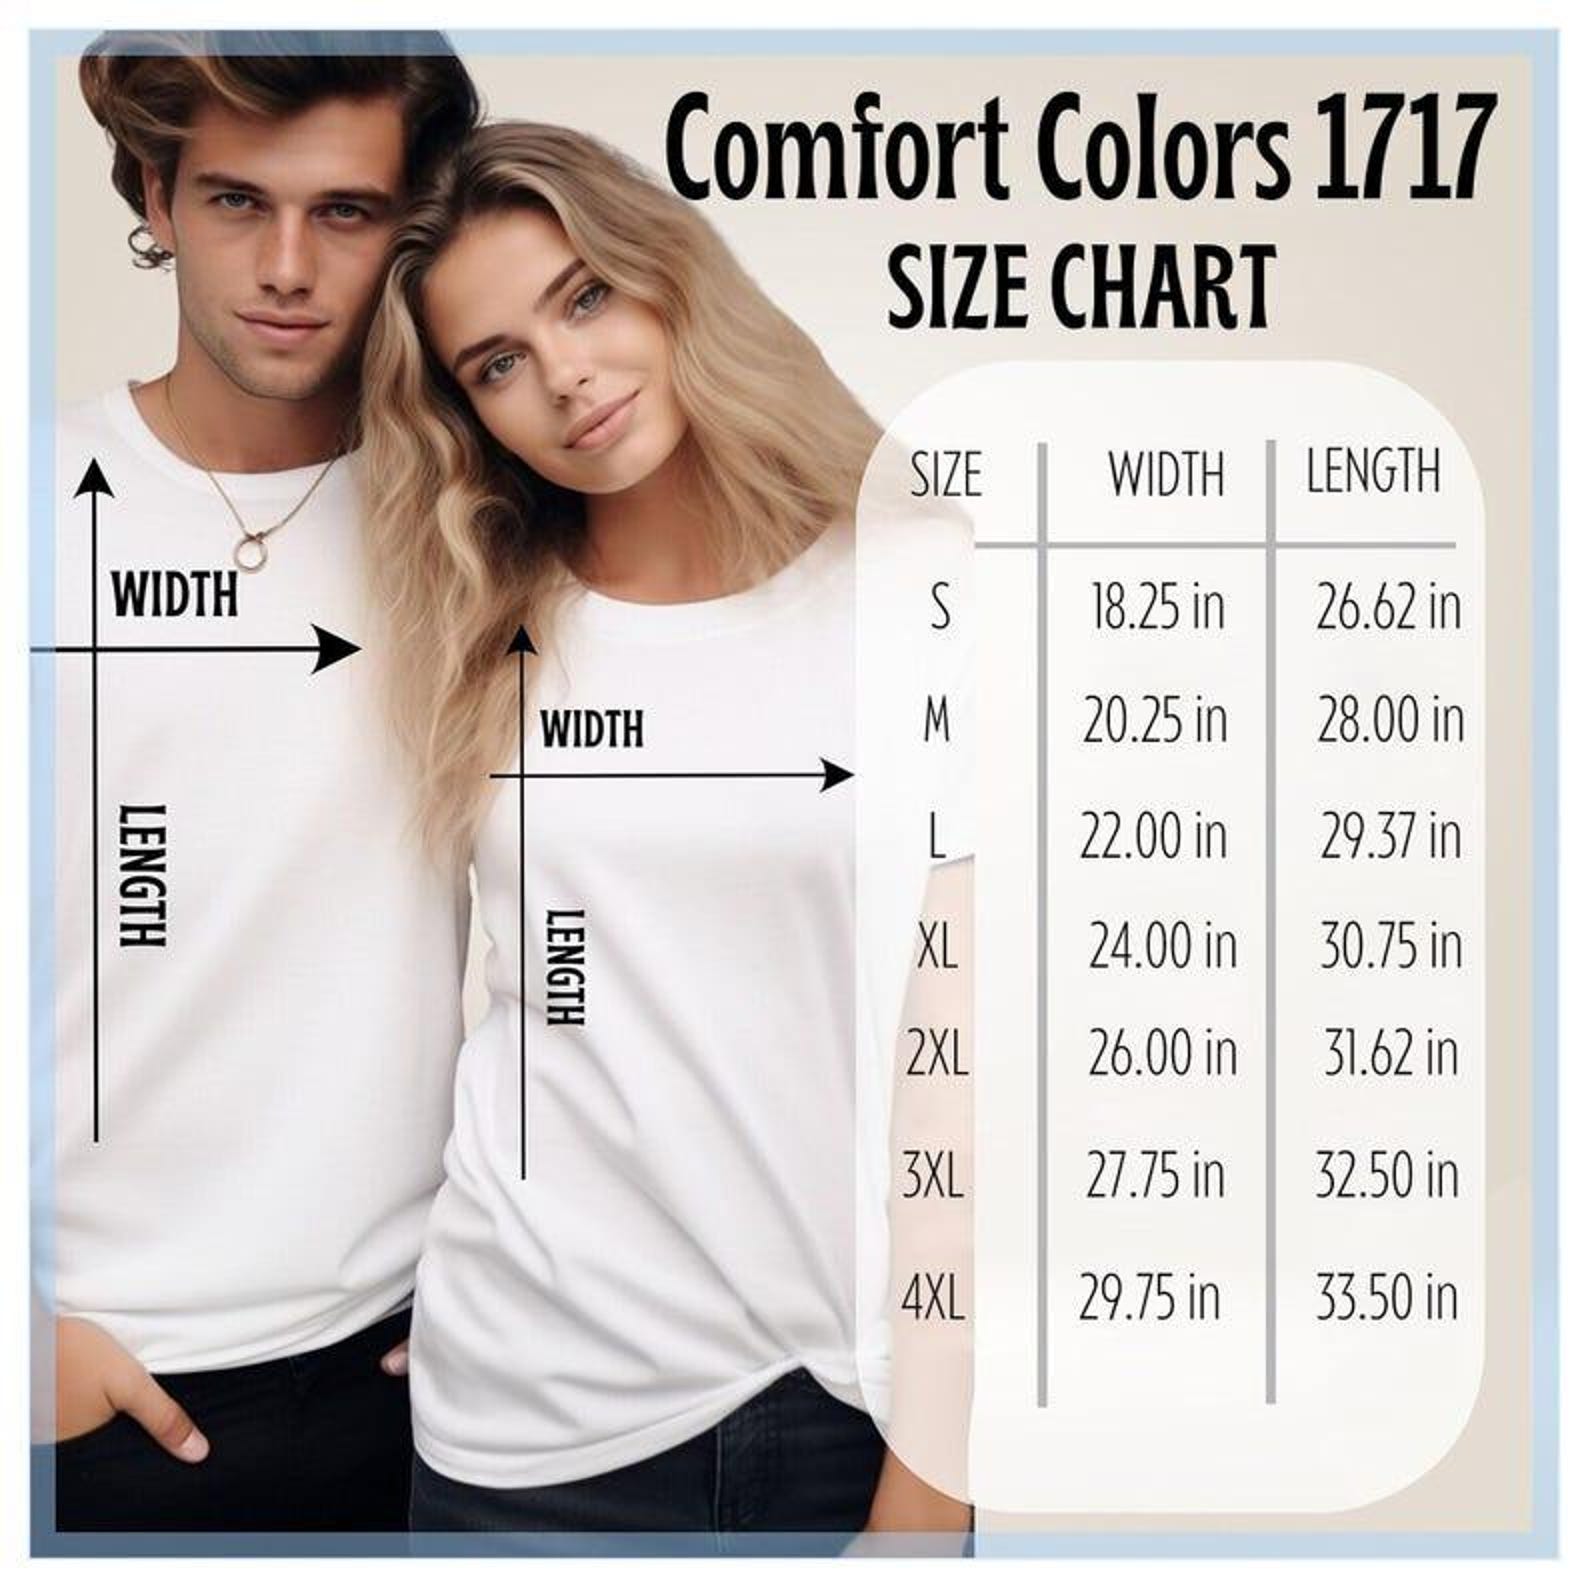 Comfort Colors 1717
SIZE CHART
SIZE WIDTH LENGTH
S 18.25 in 26.62 in
M 20.25 in 28.00 in
L 22.00 in 29.37 in
XL 24.00 in 30.75 in
2XL 26.00 in 31.62 in
3XL 27.75 in 32.50 in
4XL 29.75 in 33.50 in
WIDTH
LENGTH
WIDTH
LENGTH